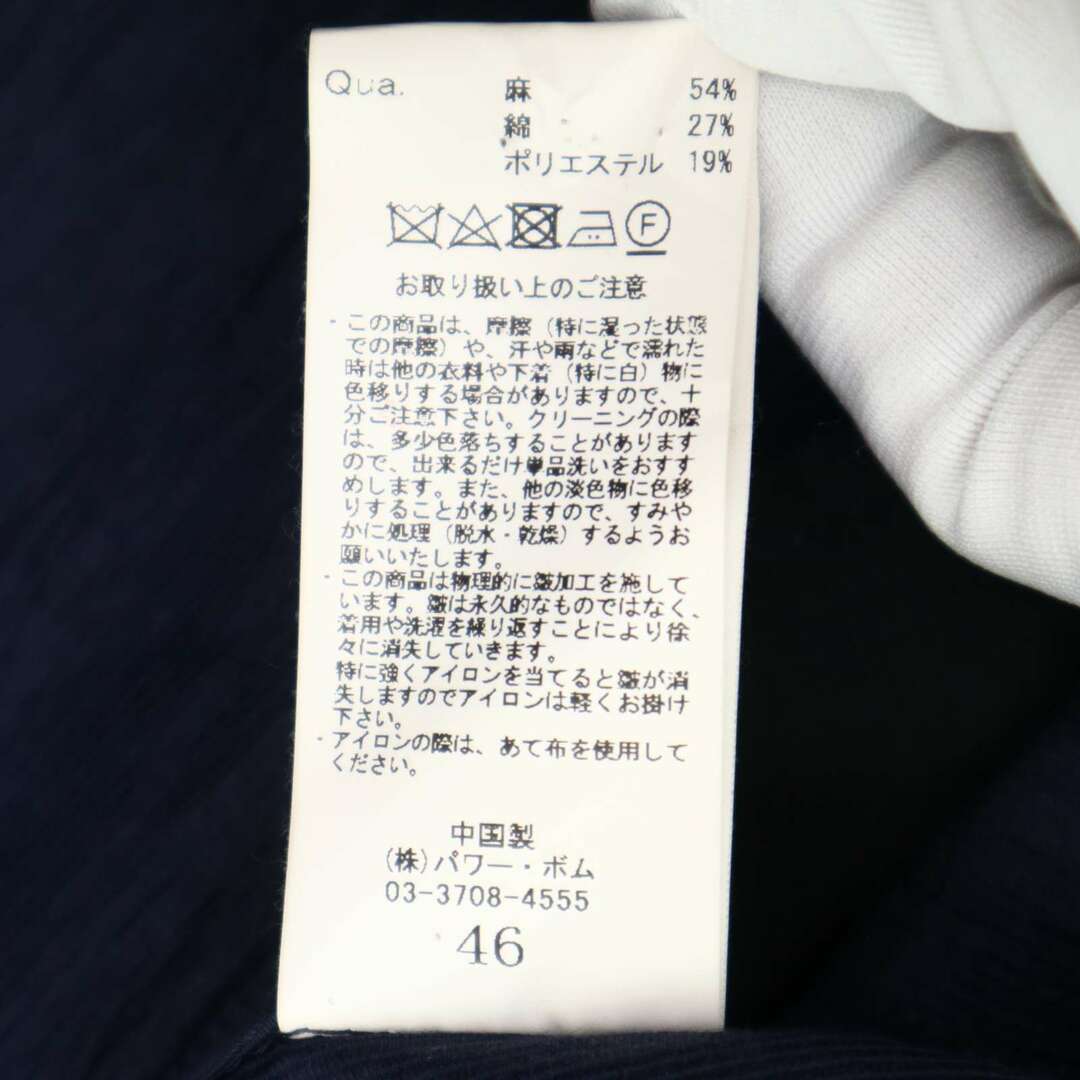 Qua.
麻 54%
綿 27%
ポリエステル 19%
F
お取り扱い上のご注意
・この商品は、摩擦（特に湿った状態
での摩擦）や、汗や雨などで濡れた
時は他の衣料や下着（特に白）物に
色移りする場合がありますので、十
分ご注意下さい。クリーニングの際
は、多少色落ちすることがあります
ので、出来るだけ単品洗いをおすす
めします。また、他の淡色物に色移
りすることがありますので、すみや
かに処理（脱水・乾燥）するようお
願いいたします。
・この商品は物理的に皺加工を施して
います。皺は永久的なものではなく、
着用や洗濯を繰り返すことにより徐
々に消失していきます。
特に強くアイロンを当てると皺が消
失しますのでアイロンは軽くお掛け
下さい。
・アイロンの際は、あて布を使用して
ください。
中国製
(株)パワー・ボム
03-3708-4555
46